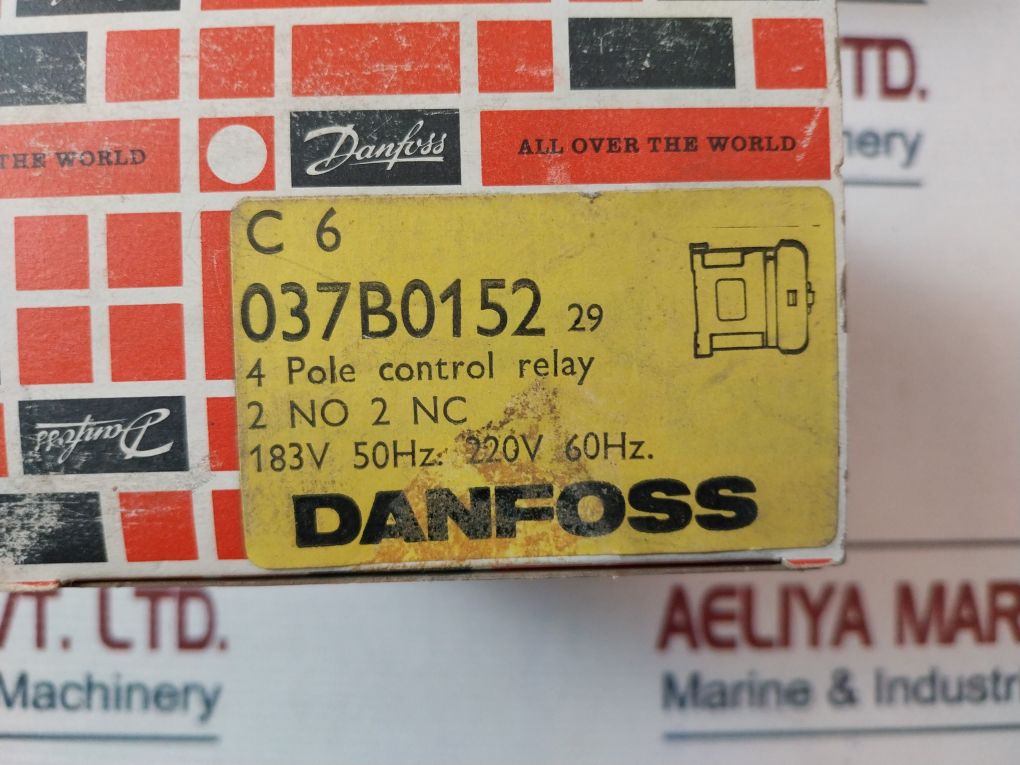 THE WORLD
Danfoss
ALL OVER THE WORLD
C 6
037B0152 29
4 Pole control relay
2 NO 2 NC
183V 50Hz. 220V 60Hz.
DANFOSS
Danfoss
TD.
nery
VT. LTD.
Machinery
AELIYA MAR
Marine & Industri